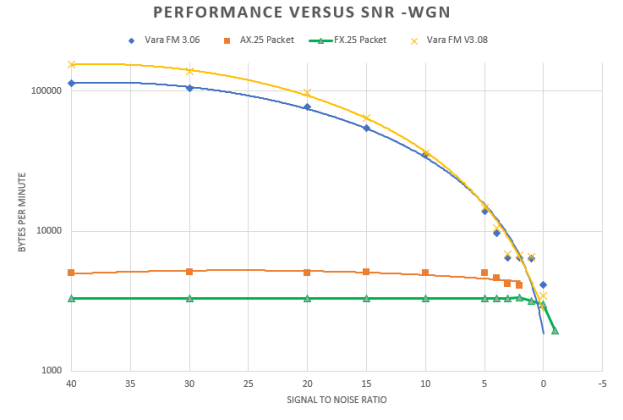 PERFORMANCE VERSUS SNR -WGN
Vara FM 3.06 AX.25 Packet FX.25 Packet Vara FM V3.08
100000
10000
1000
BYTES PER MINUTE
40 35 30 25 20 15 10 5 0 -5
SIGNAL TO NOISE RATIO